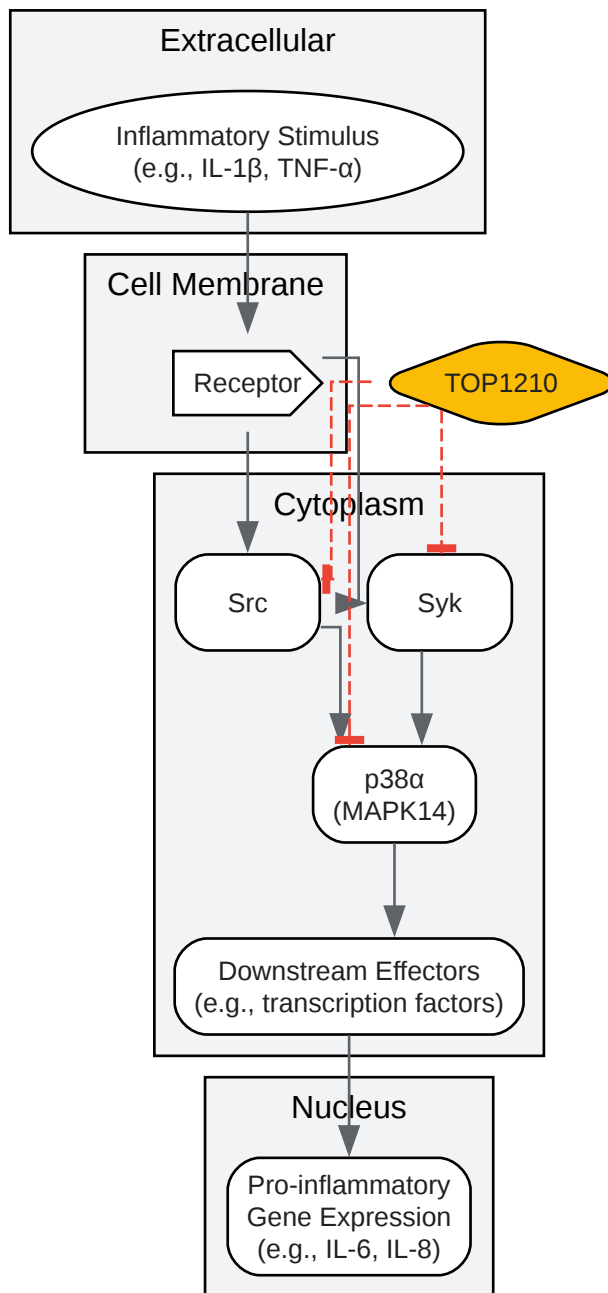 Extracellular
Inflammatory Stimulus
(e.g., IL-1β, TNF-α)
Cell Membrane
Receptor
TOP1210
Cytoplasm
Src
Syk
p38α
(MAPK14)
Downstream Effectors
(e.g., transcription factors)
Nucleus
Pro-inflammatory
Gene Expression
(e.g., IL-6, IL-8)